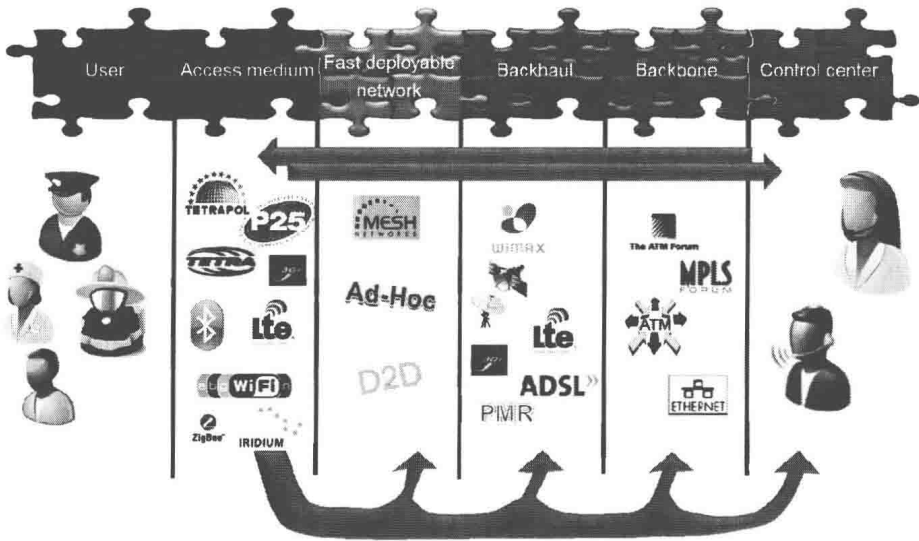 User
Access medium
Fast deployable
network
Backhaul
Backbone
Control center
TETRAPOL
P25
TETRA
Lte
abc WiFi n
ZigBee
IRIDIUM
MESH
NETWORKS
Ad-Hoc
D2D
WiMAX
Lte
ADSL»
PMR
The ATM Forum
MPLS
FORUM
ATM
ETHERNET